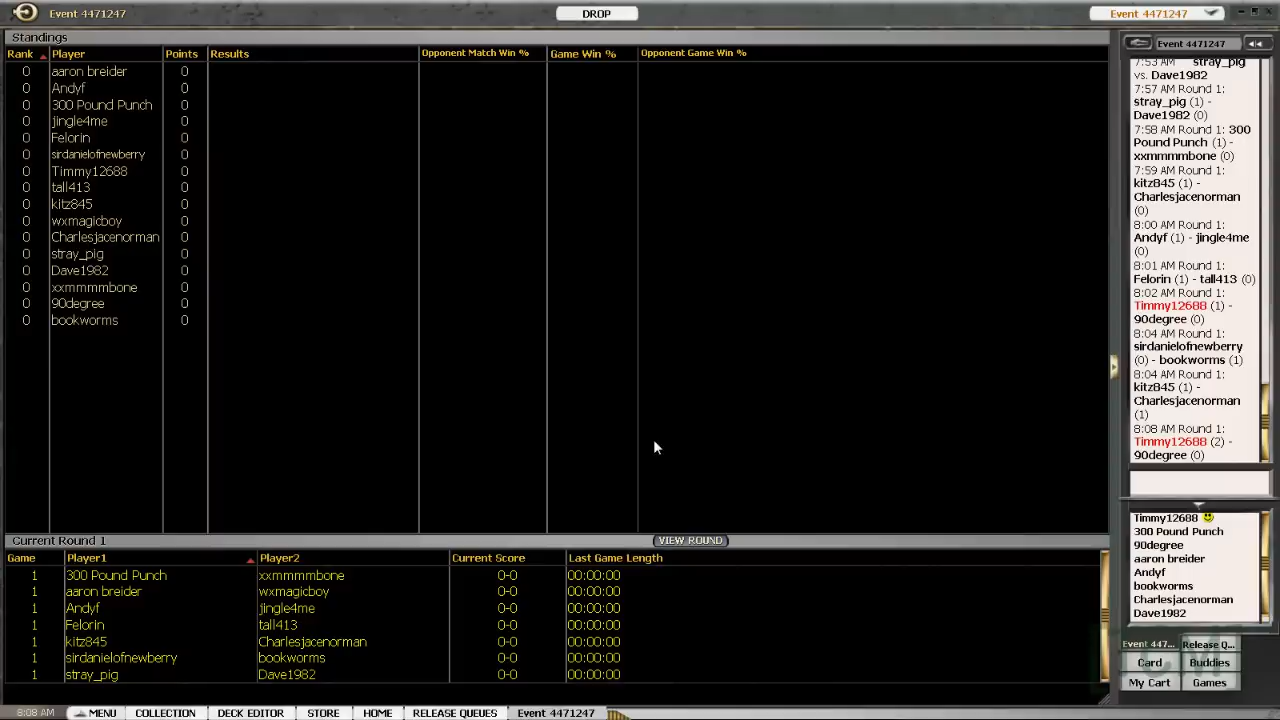 Event 4471247
DROP
Event 4471247
Standings
Rank Player Points Results Opponent Match Win % Game Win % Opponent Game Win %
0 aaron breider 0
0 Andyf 0
0 300 Pound Punch 0
0 jingle4me 0
0 Felorin 0
0 sirdanielofnewberry 0
0 Timmy12688 0
0 tall413 0
0 kitz845 0
0 wxmagicboy 0
0 Charlesjacenorman 0
0 stray_pig 0
0 Dave1982 0
0 xxmmmmbone 0
0 90degree 0
0 bookworms 0
Current Round 1
VIEW ROUND
Game Player1 Player2 Current Score Last Game Length
1 300 Pound Punch xxmmmmbone 0-0 00:00:00
1 aaron breider wxmagicboy 0-0 00:00:00
1 Andyf jingle4me 0-0 00:00:00
1 Felorin tall413 0-0 00:00:00
1 kitz845 Charlesjacenorman 0-0 00:00:00
1 sirdanielofnewberry bookworms 0-0 00:00:00
1 stray_pig Dave1982 0-0 00:00:00
Event 4471247
7:53 AM stray_pig
vs. Dave1982
7:57 AM Round 1:
stray_pig (1) -
Dave1982 (0)
7:58 AM Round 1: 300
Pound Punch (1) -
xxmmmmbone (0)
7:59 AM Round 1:
kitz845 (1) -
Charlesjacenorman
(0)
8:00 AM Round 1:
Andyf (1) - jingle4me
(0)
8:01 AM Round 1:
Felorin (1) - tall413 (0)
8:02 AM Round 1:
Timmy12688 (1) -
90degree (0)
8:04 AM Round 1:
sirdanielofnewberry
(0) - bookworms (1)
8:04 AM Round 1:
kitz845 (1) -
Charlesjacenorman
(1)
8:08 AM Round 1:
Timmy12688 (2) -
90degree (0)
Timmy12688
300 Pound Punch
90degree
aaron breider
Andyf
bookworms
Charlesjacenorman
Dave1982
Event 447... Release Q...
Card Buddies
My Cart Games
8:08 AM MENU COLLECTION DECK EDITOR STORE HOME RELEASE QUEUES Event 4471247